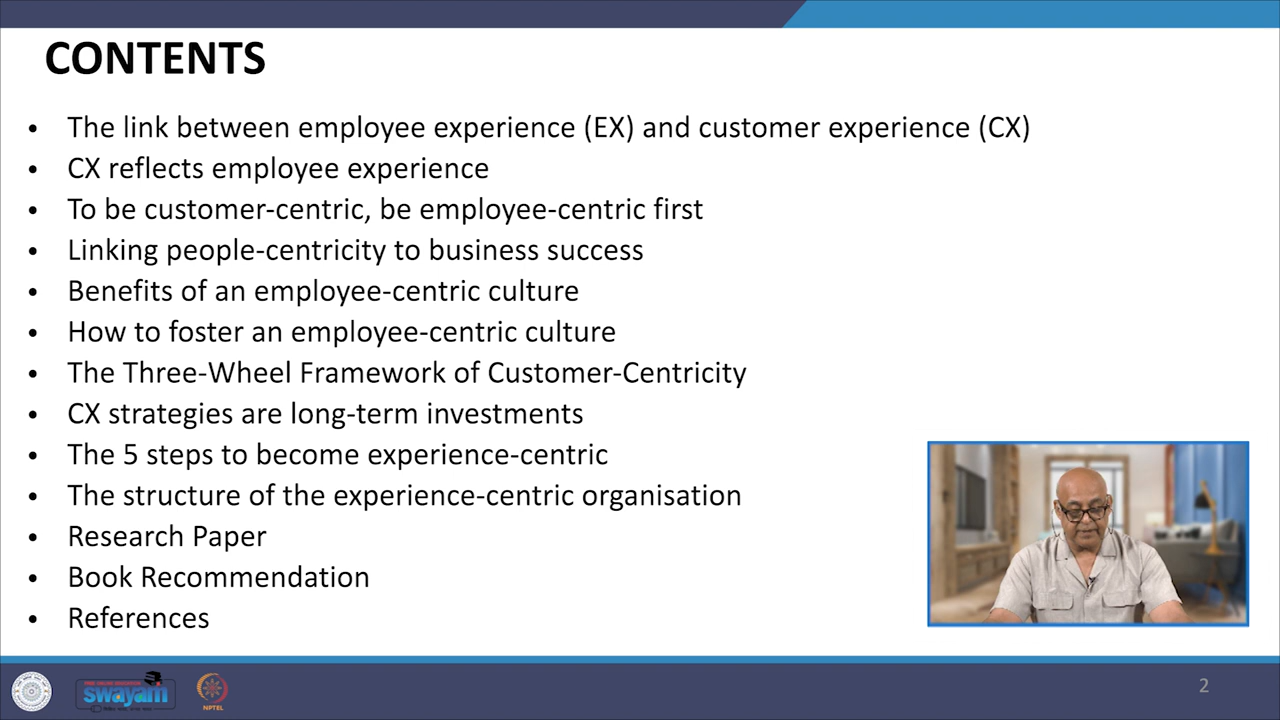 CONTENTS
• The link between employee experience (EX) and customer experience (CX)
• CX reflects employee experience
• To be customer-centric, be employee-centric first
• Linking people-centricity to business success
• Benefits of an employee-centric culture
• How to foster an employee-centric culture
• The Three-Wheel Framework of Customer-Centricity
• CX strategies are long-term investments
• The 5 steps to become experience-centric
• The structure of the experience-centric organisation
• Research Paper
• Book Recommendation
• References
swayam
NPTEL
2